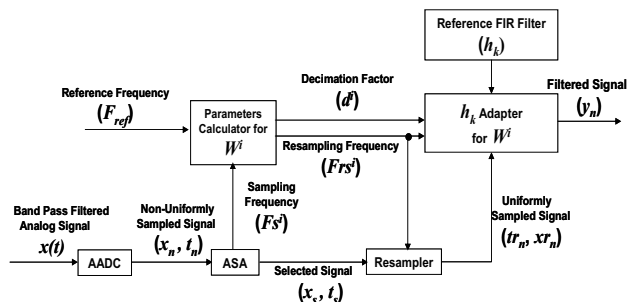 Reference FIR Filter
(h_k)
Decimation Factor
(d^i)
Filtered Signal
(y_n)
Reference Frequency
(F_ref)
Parameters
Calculator for
W^i
h_k Adapter
for W^i
Resampling Frequency
(Frs^i)
Sampling
Frequency
(Fs^i)
Uniformly
Sampled Signal
(tr_n, xr_n)
Band Pass Filtered
Analog Signal
x(t)
Non-Uniformly
Sampled Signal
(x_n, t_n)
AADC
ASA
Resampler
Selected Signal
(x_s, t_s)